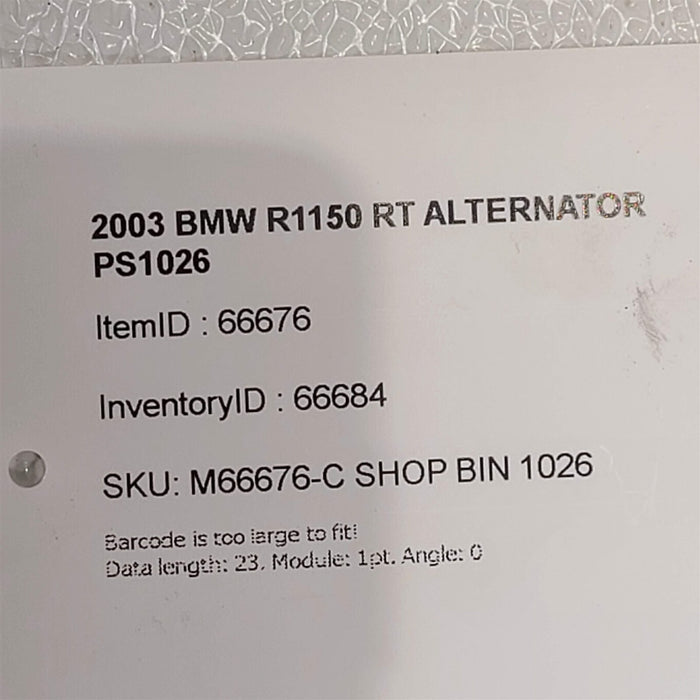 2003 BMW R1150 RT ALTERNATOR
PS1026
ItemID : 66676
InventoryID : 66684
SKU: M66676-C SHOP BIN 1026
Barcode is too large to fit!
Data length: 23. Module: 1pt. Angle: 0